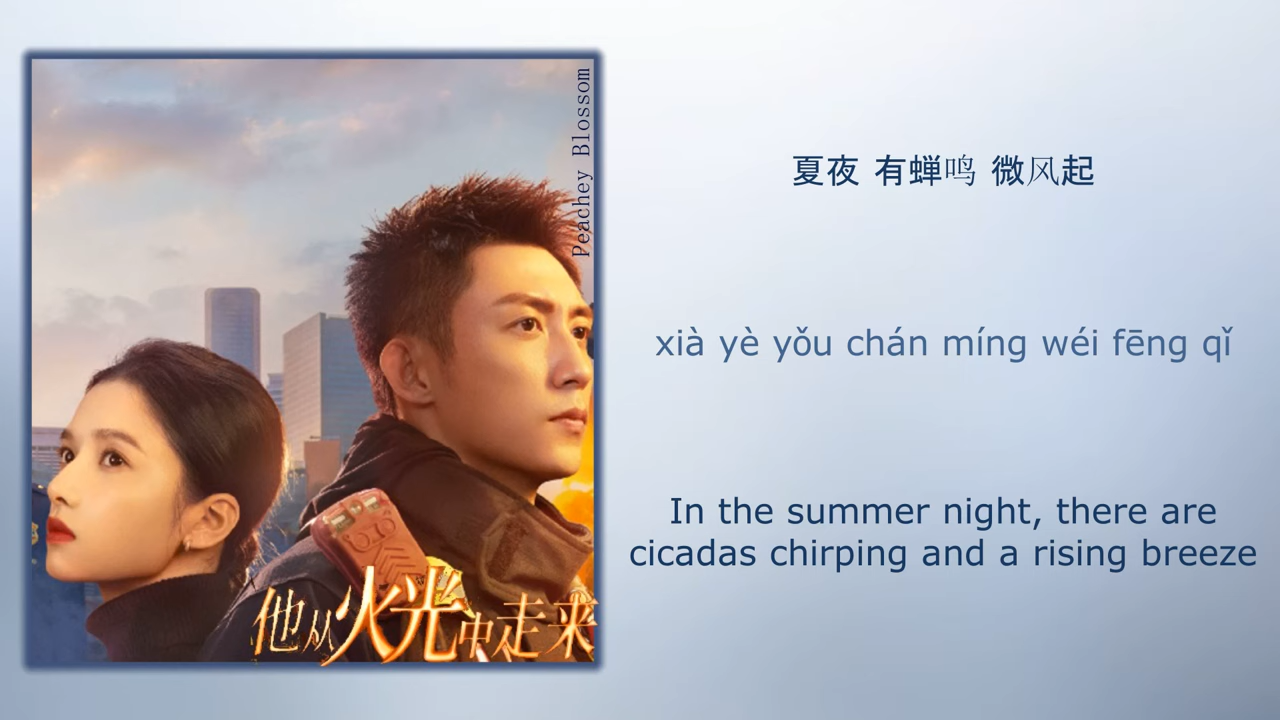 Peachey Blossom
他从火光中走来
夏夜 有蝉鸣 微风起
xià yè yǒu chán míng wéi fēng qǐ
In the summer night, there are
cicadas chirping and a rising breeze